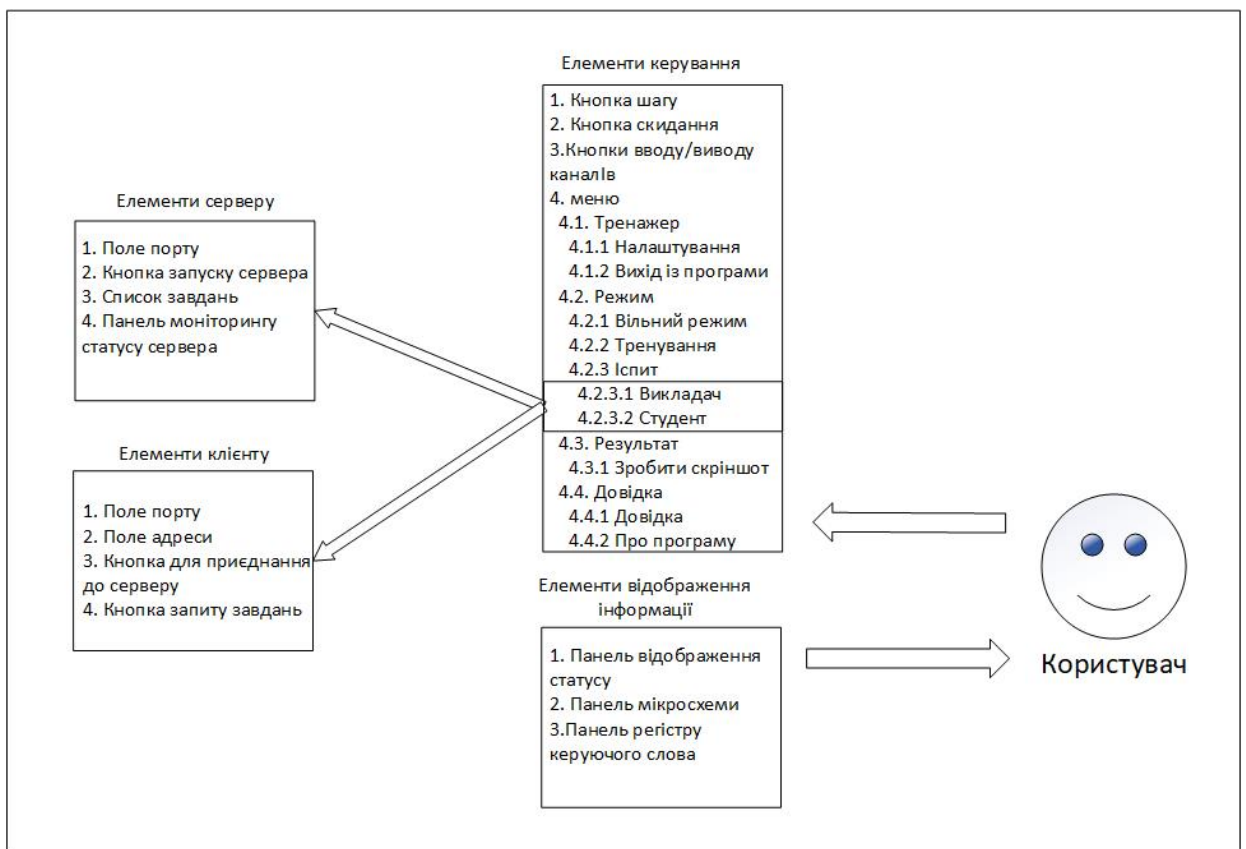 Елементи керування
1. Кнопка шагу
2. Кнопка скидання
3.Кнопки вводу/виводу
каналІв
4. меню
4.1. Тренажер
4.1.1 Налаштування
4.1.2 Вихід із програми
4.2. Режим
4.2.1 Вільний режим
4.2.2 Тренування
4.2.3 Іспит
4.2.3.1 Викладач
4.2.3.2 Студент
4.3. Результат
4.3.1 Зробити скріншот
4.4. Довідка
4.4.1 Довідка
4.4.2 Про програму
Елементи серверу
1. Поле порту
2. Кнопка запуску сервера
3. Список завдань
4. Панель моніторингу
статусу сервера
Елементи клієнту
1. Поле порту
2. Поле адреси
3. Кнопка для приєднання
до серверу
4. Кнопка запиту завдань
Елементи відображення
інформації
1. Панель відображення
статусу
2. Панель мікросхеми
3.Панель регістру
керуючого слова
Користувач